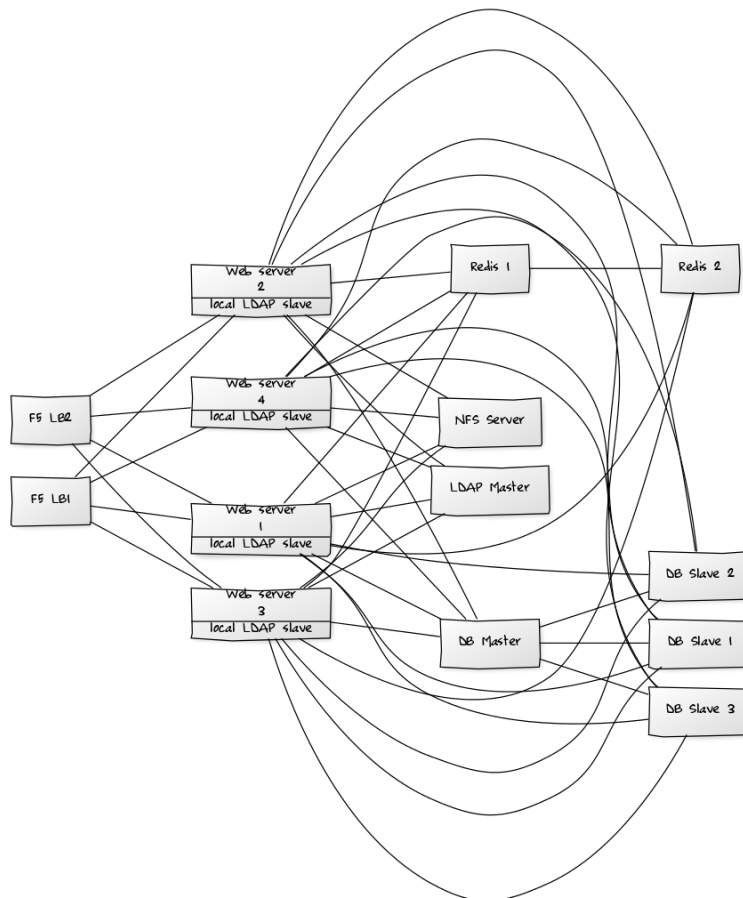 Web server
2
local LDAP slave
Redis 1
Redis 2
Web server
4
local LDAP slave
F5 LB2
NFS Server
F5 LB1
LDAP Master
Web server
1
local LDAP slave
DB Slave 2
Web server
3
local LDAP slave
DB Master
DB Slave 1
DB Slave 3